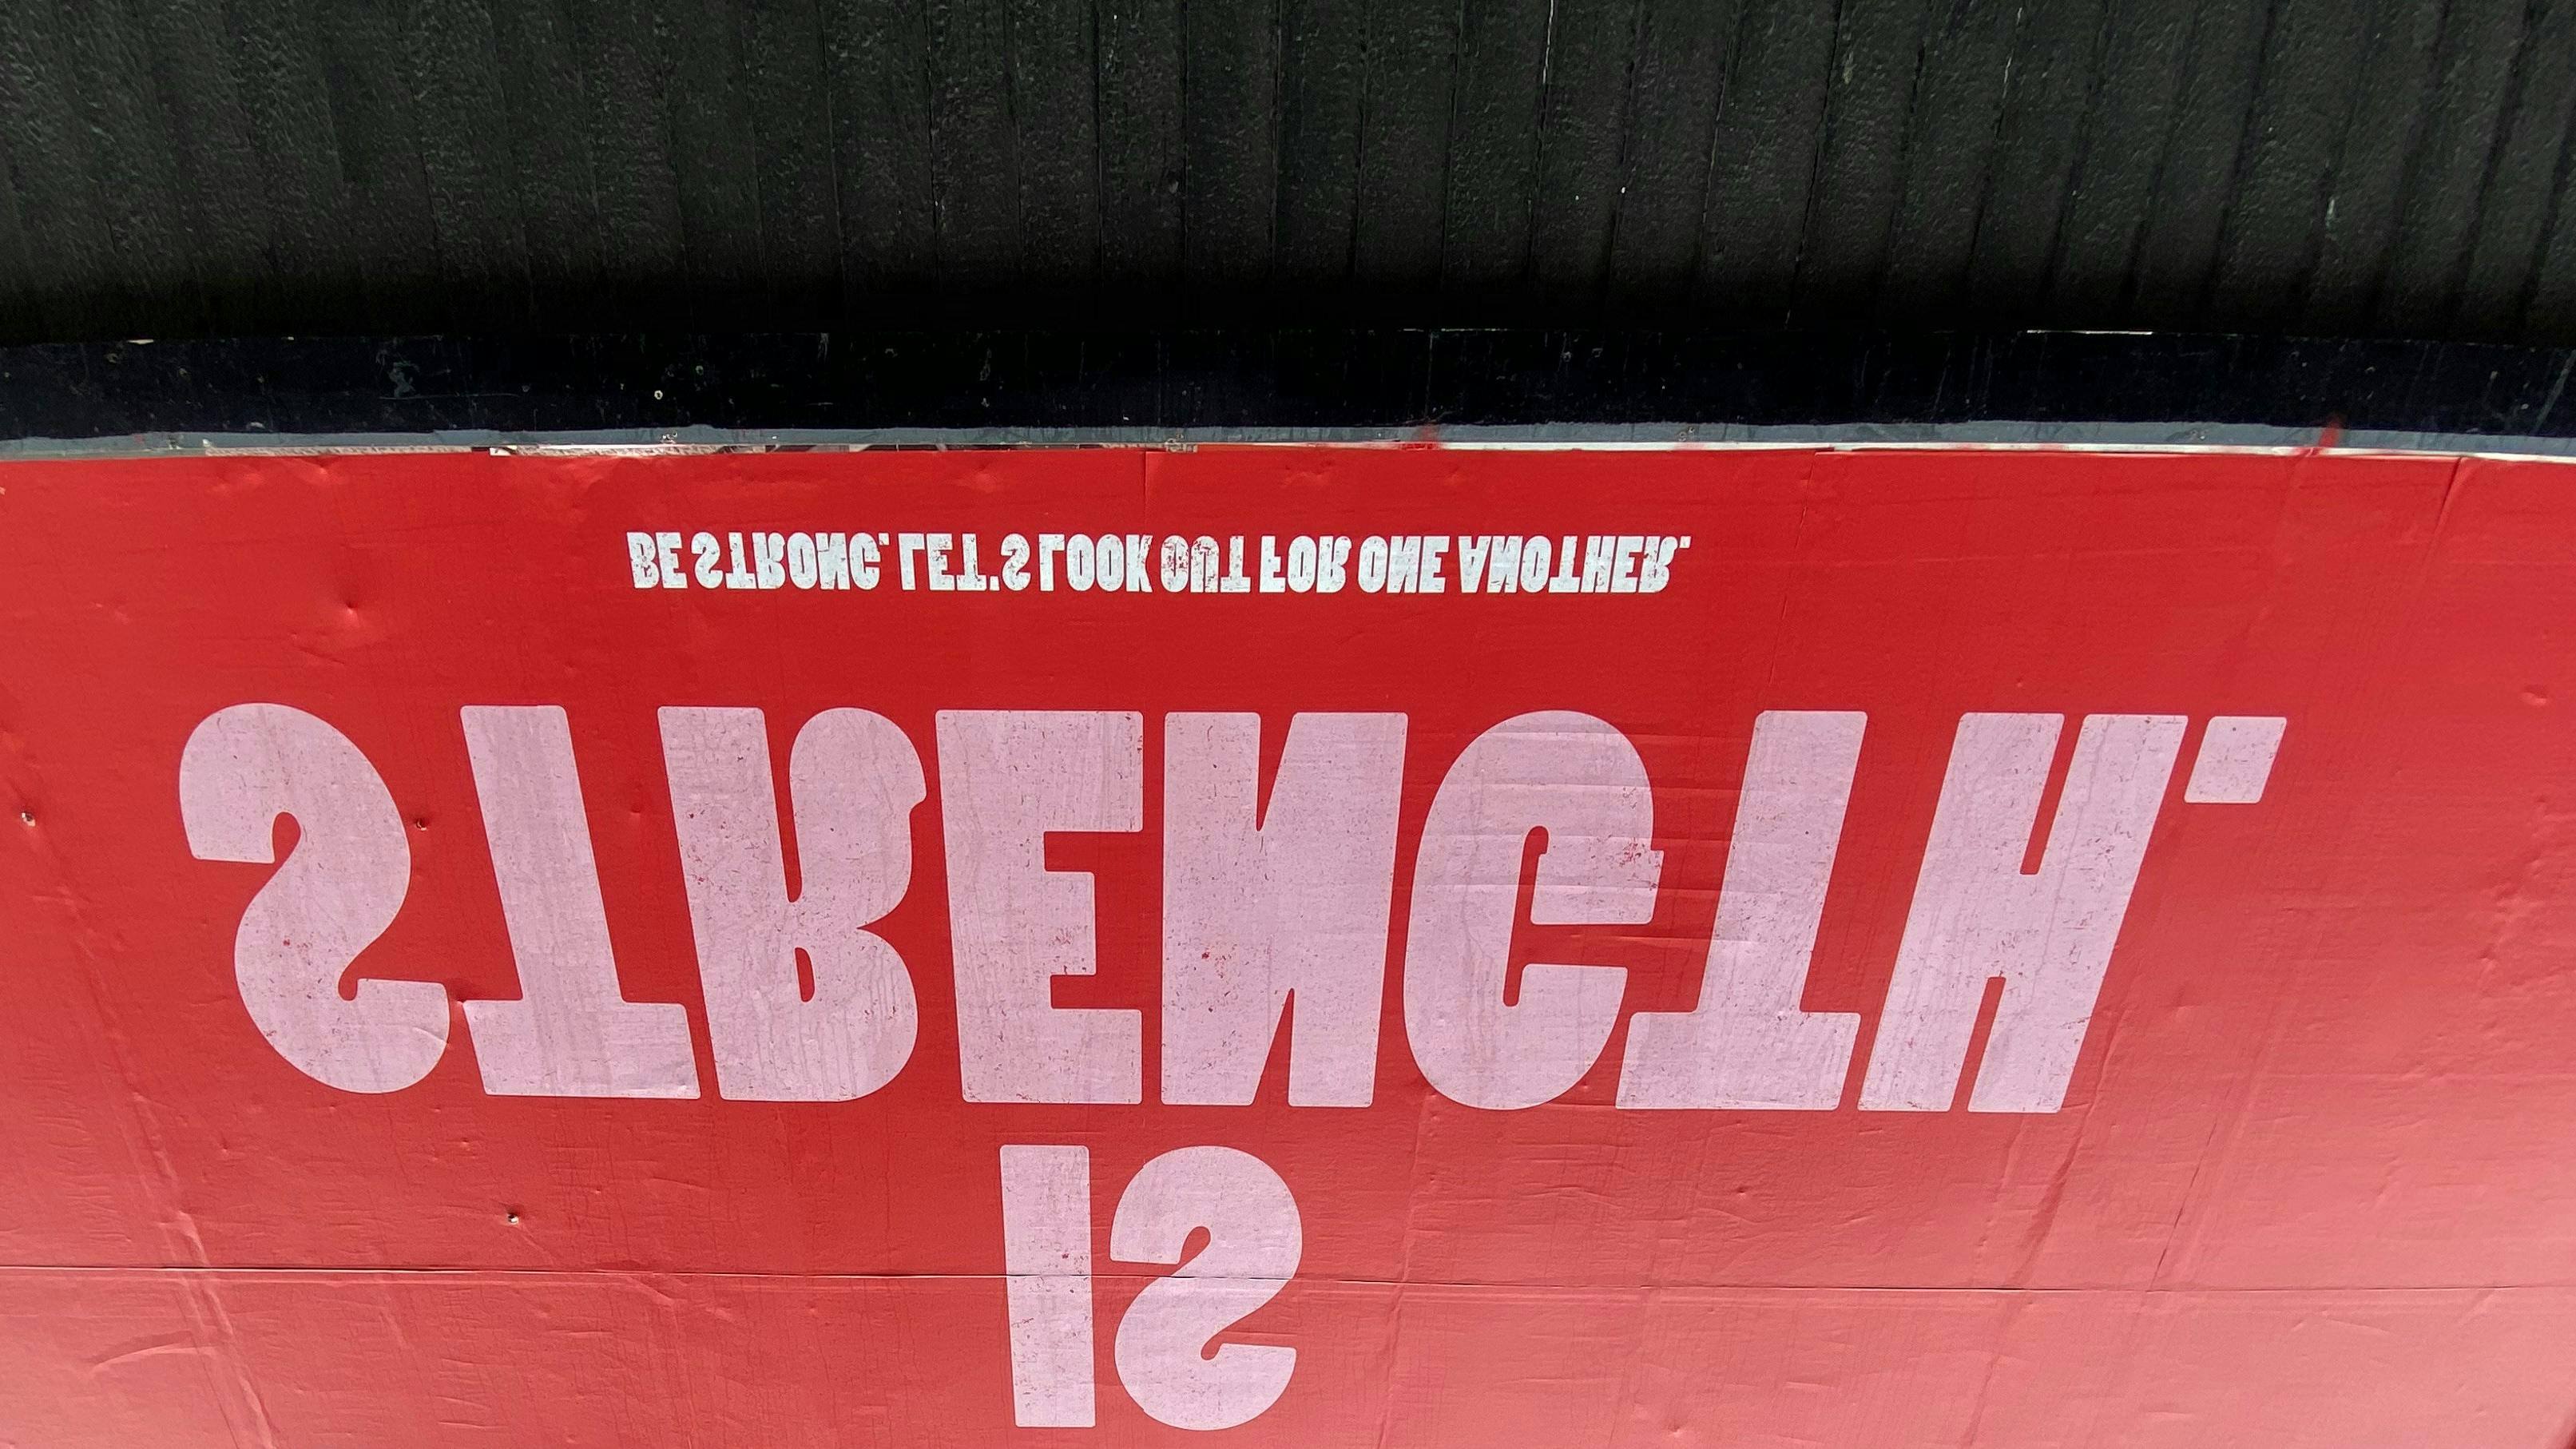 IS
STRENGTH.
BE STRONG. LET'S LOOK OUT FOR ONE ANOTHER.